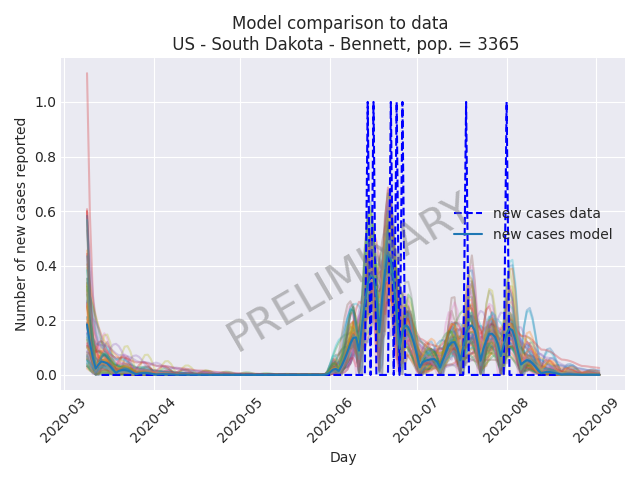 Model comparison to data
US - South Dakota - Bennett, pop. = 3365
Number of new cases reported
1.0
0.8
0.6
0.4
0.2
0.0
PRELIMINARY
new cases data
new cases model
2020-03
2020-04
2020-05
2020-06
2020-07
2020-08
2020-09
Day